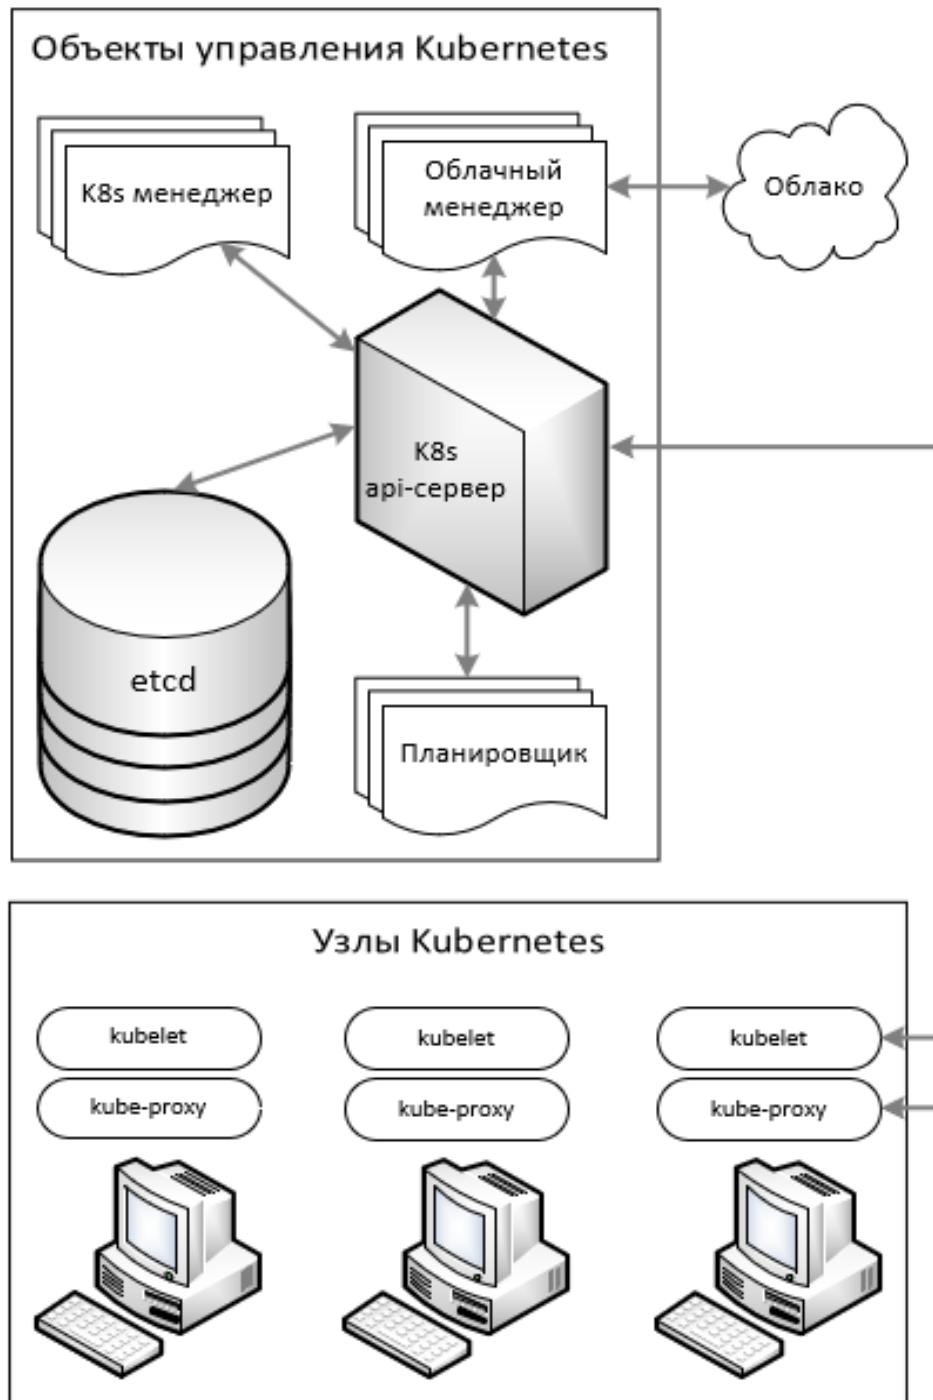 Объекты управления Kubernetes
K8s менеджер
Облачный
менеджер
Облако
K8s
api-сервер
etcd
Планировщик
Узлы Kubernetes
kubelet
kubelet
kubelet
kube-proxy
kube-proxy
kube-proxy